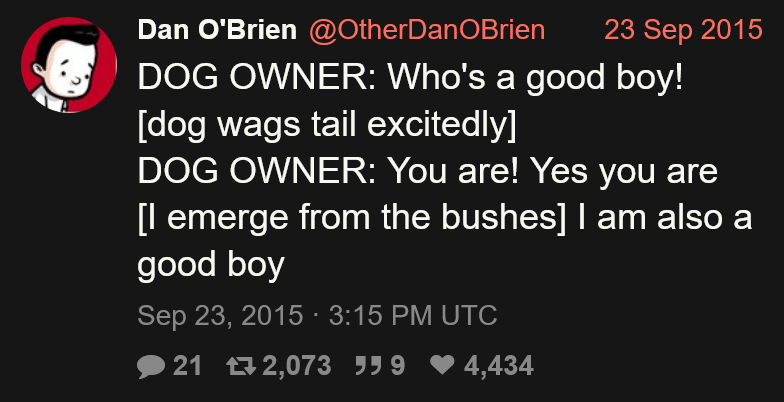 Dan O'Brien @OtherDanOBrien 23 Sep 2015
DOG OWNER: Who's a good boy!
[dog wags tail excitedly]
DOG OWNER: You are! Yes you are
[I emerge from the bushes] I am also a
good boy
Sep 23, 2015 · 3:15 PM UTC
21 2,073 9 4,434